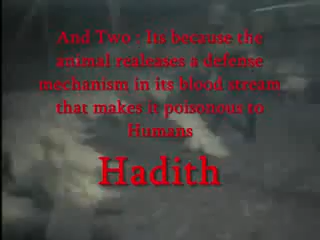 And Two : Its because the
animal realeases a defense
mechanism in its blood stream
that makes it poisonous to
Humans
Hadith